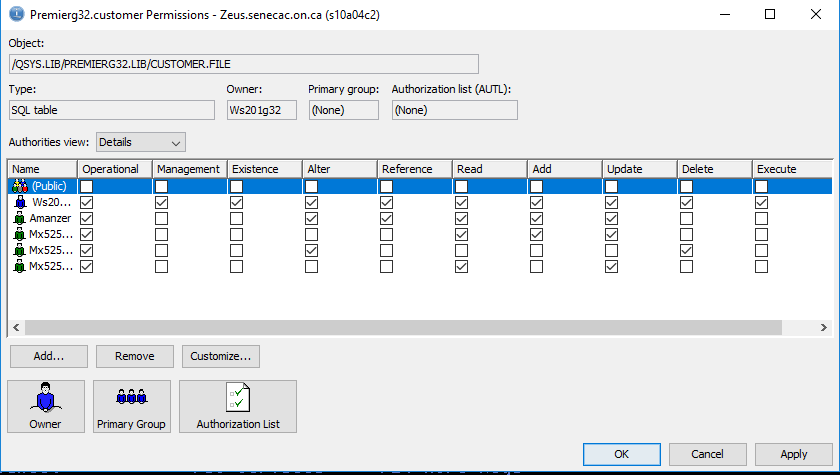 Premierg32.customer Permissions - Zeus.senecac.on.ca (s10a04c2)
Object:
/QSYS.LIB/PREMIERG32.LIB/CUSTOMER.FILE
Type: Owner: Primary group: Authorization list (AUTL):
SQL table Ws201g32 (None) (None)
Authorities view: Details
Name Operational Management Existence Alter Reference Read Add Update Delete Execute
(Public)
Ws20...
Amanzer
Mx525...
Mx525...
Mx525...
Add... Remove Customize...
Owner Primary Group Authorization List
OK Cancel Apply